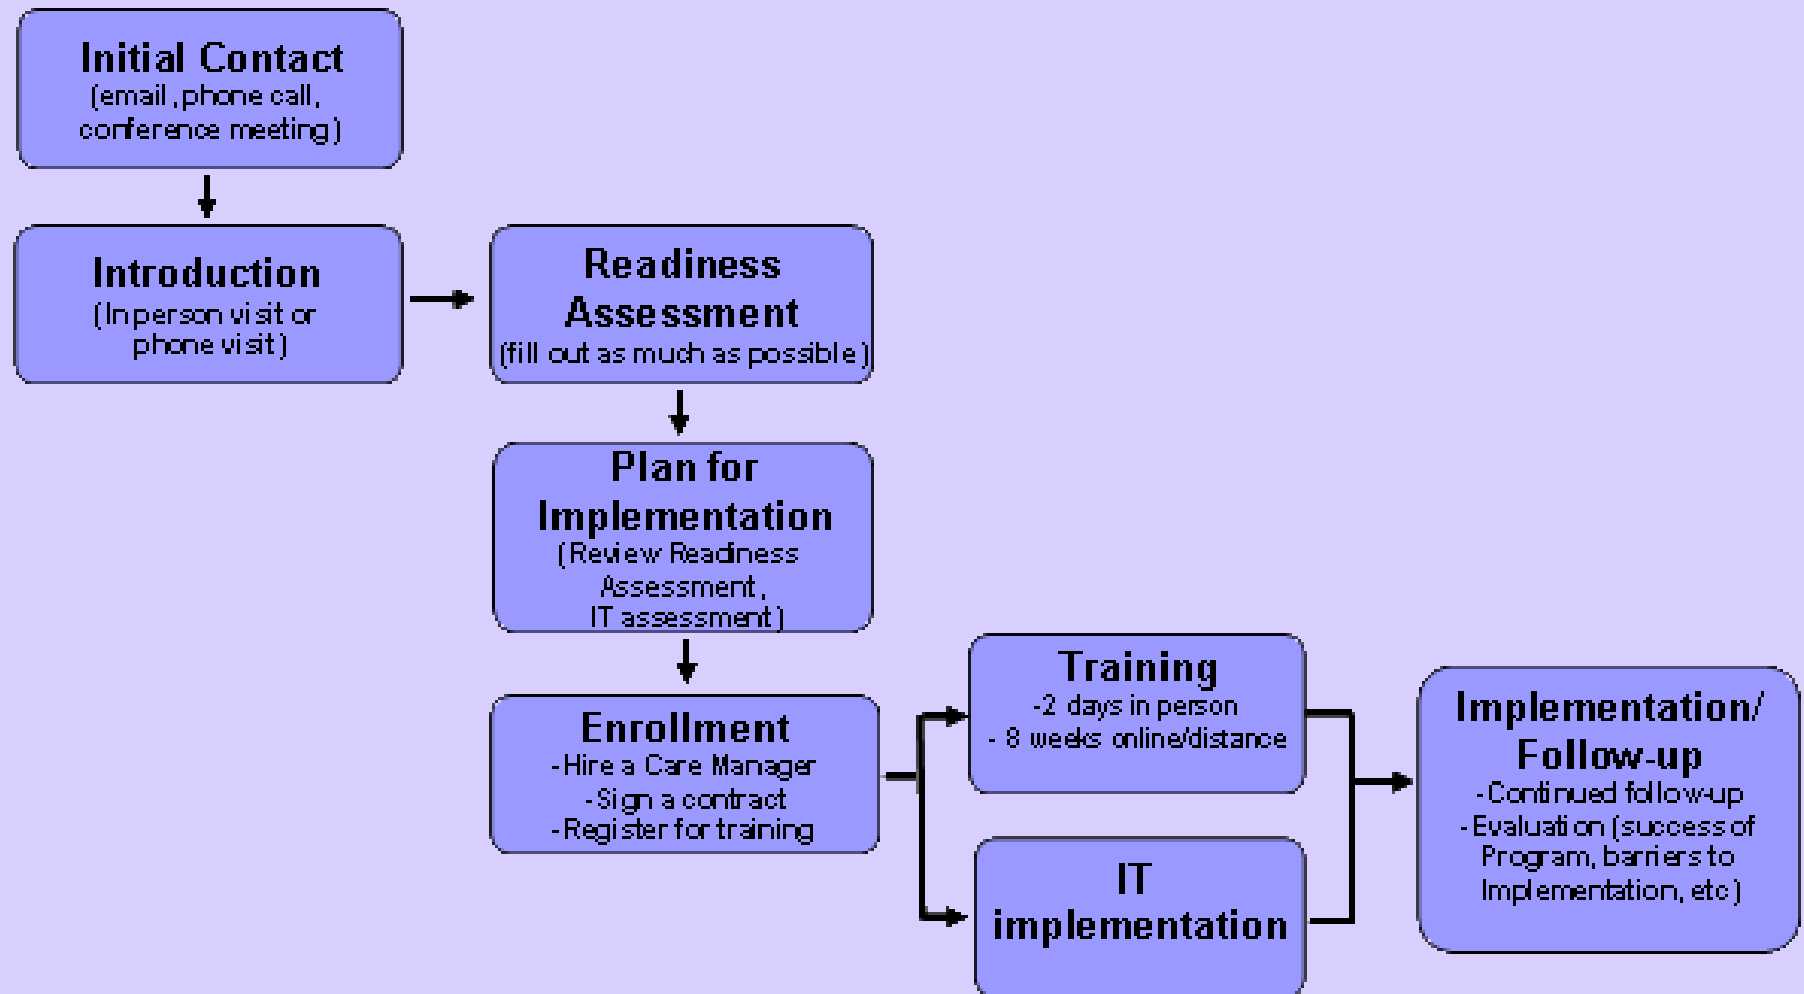 Initial Contact
(email, phone call,
conference meeting)
Introduction
(In person visit or
phone visit)
Readiness
Assessment
(fill out as much as possible)
Plan for
Implementation
(Review Readiness
Assessment,
IT assessment)
Enrollment
-Hire a Care Manager
-Sign a contract
-Register for training
Training
-2 days in person
- 8 weeks online/distance
IT
implementation
Implementation/
Follow-up
-Continued follow-up
-Evaluation (success of
Program, barriers to
Implementation, etc)